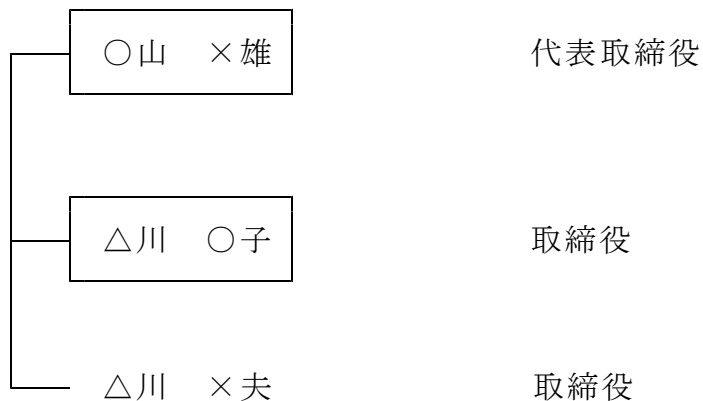 ○山　×雄　代表取締役
△川　○子　取締役
△川　×夫　取締役